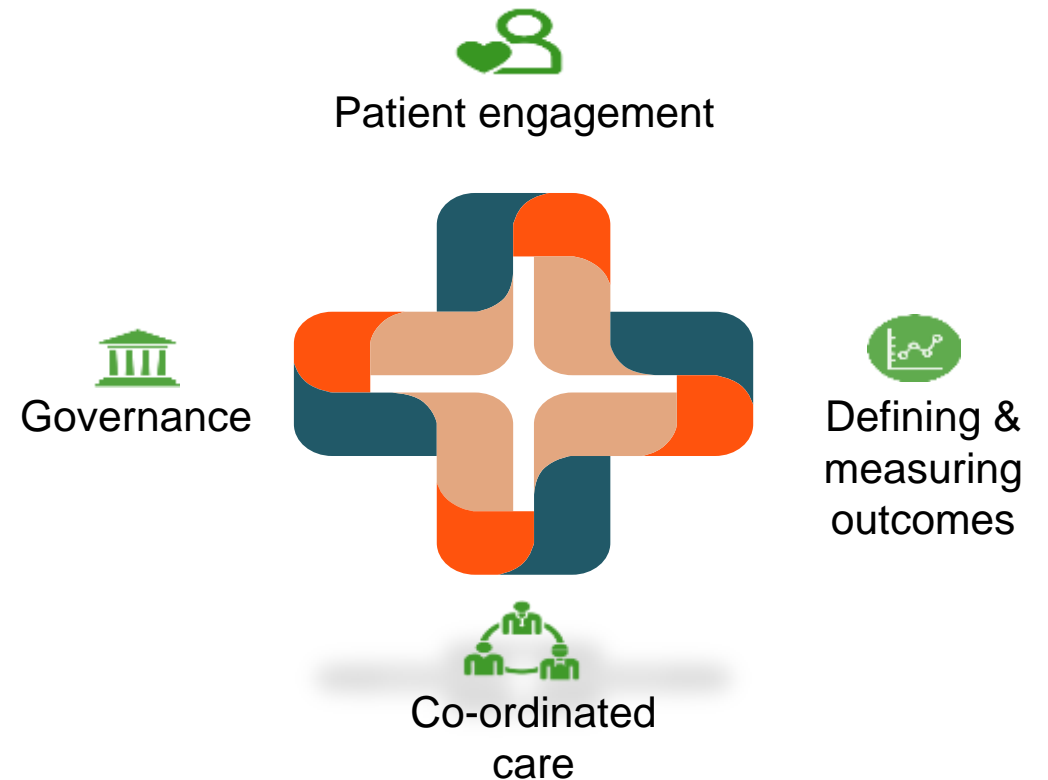 Patient engagement
Governance
Defining &
measuring
outcomes
Co-ordinated
care